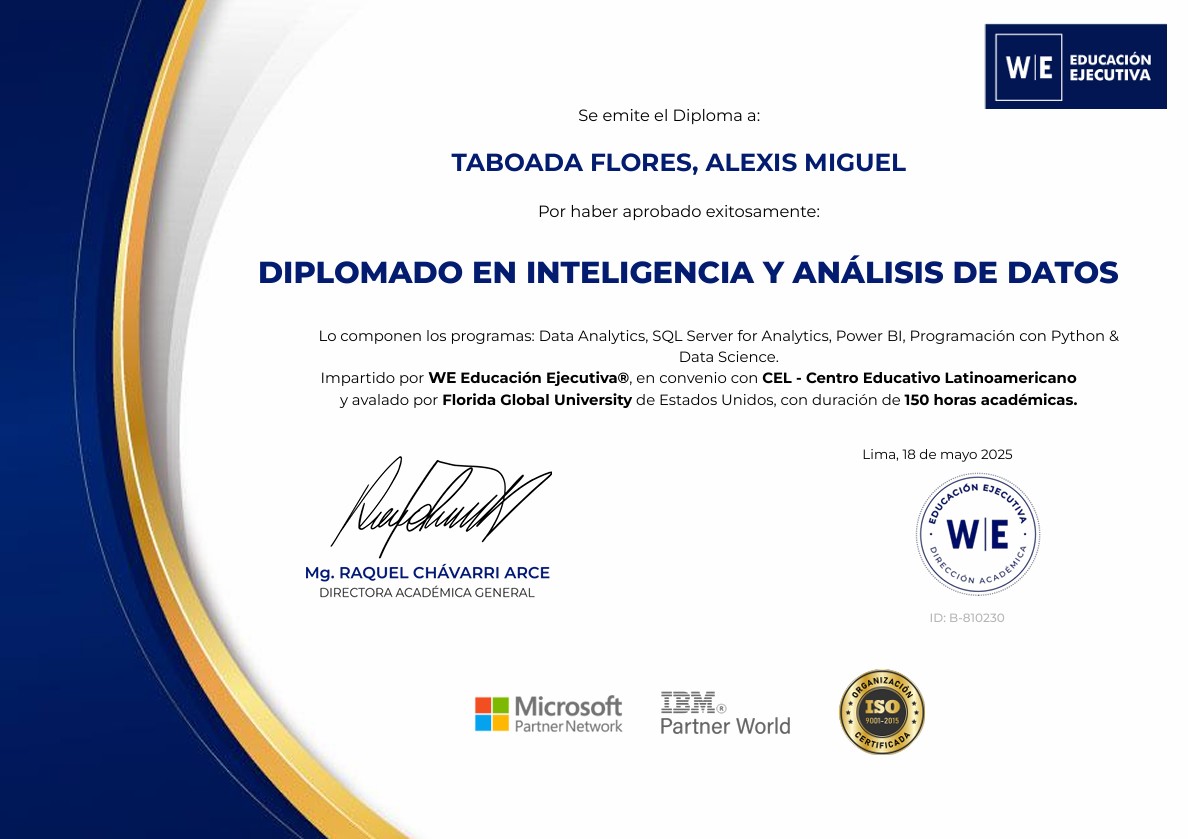 W|E EDUCACIÓN
EJECUTIVA
Se emite el Diploma a:
TABOADA FLORES, ALEXIS MIGUEL
Por haber aprobado exitosamente:
DIPLOMADO EN INTELIGENCIA Y ANÁLISIS DE DATOS
Lo componen los programas: Data Analytics, SQL Server for Analytics, Power BI, Programación con Python &
Data Science.
Impartido por WE Educación Ejecutiva®, en convenio con CEL - Centro Educativo Latinoamericano
y avalado por Florida Global University de Estados Unidos, con duración de 150 horas académicas.
Lima, 18 de mayo 2025
EDUCACIÓN EJECUTIVA
W|E
DIRECCIÓN ACADÉMICA
Mg. RAQUEL CHÁVARRI ARCE
DIRECTORA ACADÉMICA GENERAL
ID: B-810230
Microsoft
Partner Network
IBM®
Partner World
ORGANIZACIÓN
ISO
9001-2015
CERTIFICADA